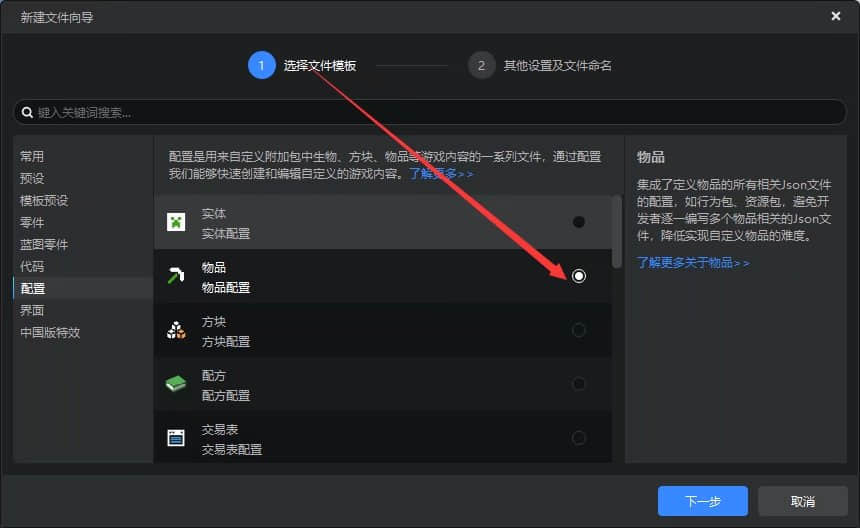 新建文件向导
1 选择文件模板 2 其他设置及文件命名
键入关键词搜索...
常用
预设
模板预设
零件
蓝图零件
代码
配置
界面
中国版特效
配置是用来自定义附加包中生物、方块、物品等游戏内容的一系列文件，通过配置
我们能够快速创建和编辑自定义的游戏内容。了解更多>>
实体
实体配置
物品
物品配置
方块
方块配置
配方
配方配置
交易表
交易表配置
物品
集成了定义物品的所有相关Json文件
的配置，如行为包、资源包，避免开
发者逐一编写多个物品相关的Json文
件，降低实现自定义物品的难度。
了解更多关于物品>>
下一步 取消